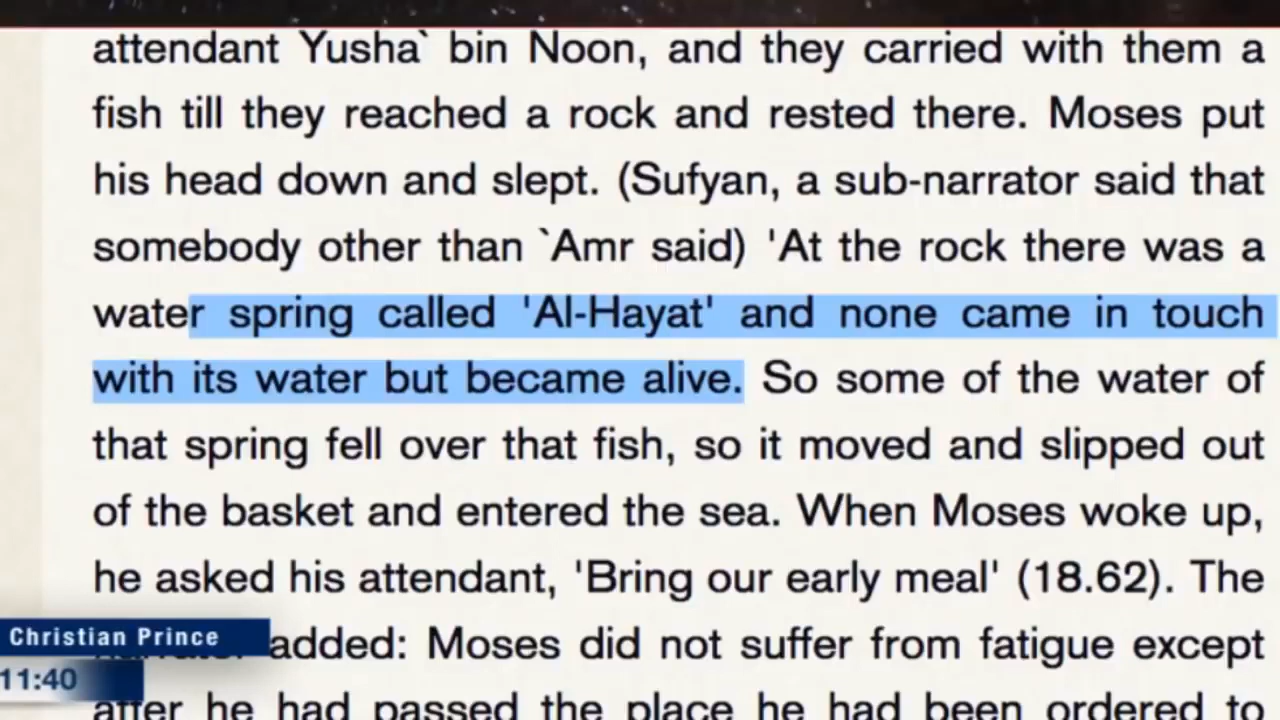 attendant Yusha` bin Noon, and they carried with them a
fish till they reached a rock and rested there. Moses put
his head down and slept. (Sufyan, a sub-narrator said that
somebody other than `Amr said) 'At the rock there was a
water spring called 'Al-Hayat' and none came in touch
with its water but became alive. So some of the water of
that spring fell over that fish, so it moved and slipped out
of the basket and entered the sea. When Moses woke up,
he asked his attendant, 'Bring our early meal' (18.62). The
added: Moses did not suffer from fatigue except
after he had passed the place he had been ordered to
Christian Prince
11:40